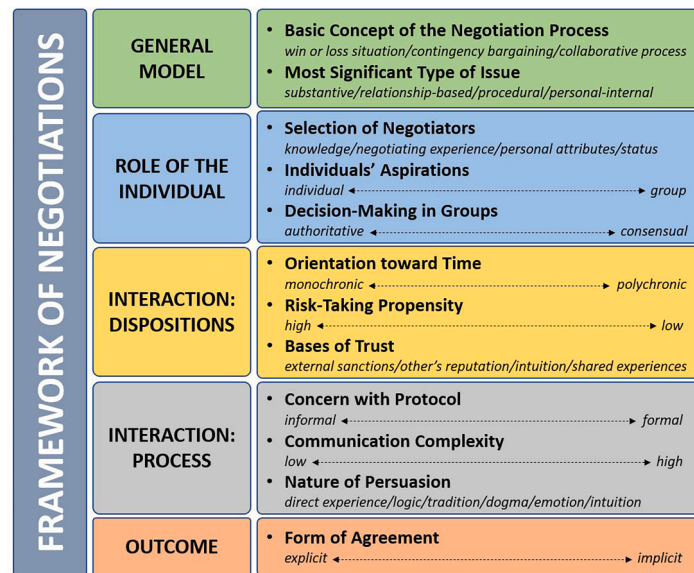 FRAMEWORK OF NEGOTIATIONS
GENERAL
MODEL
• Basic Concept of the Negotiation Process
win or loss situation/contingency bargaining/collaborative process
• Most Significant Type of Issue
substantive/relationship-based/procedural/personal-internal
ROLE OF THE
INDIVIDUAL
• Selection of Negotiators
knowledge/negotiating experience/personal attributes/status
• Individuals' Aspirations
individual group
• Decision-Making in Groups
authoritative consensual
INTERACTION:
DISPOSITIONS
• Orientation toward Time
monochronic polychronic
• Risk-Taking Propensity
high low
• Bases of Trust
external sanctions/other's reputation/intuition/shared experiences
INTERACTION:
PROCESS
• Concern with Protocol
informal formal
• Communication Complexity
low high
• Nature of Persuasion
direct experience/logic/tradition/dogma/emotion/intuition
OUTCOME
• Form of Agreement
explicit implicit